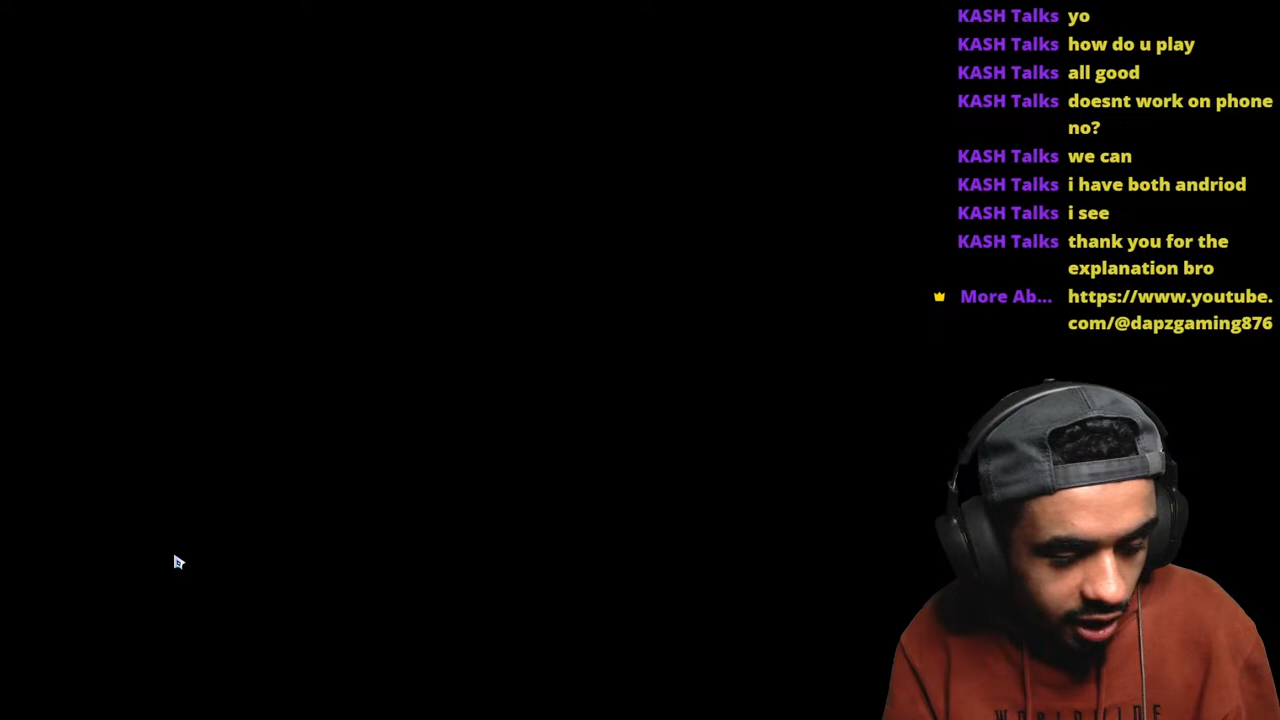 KASH Talks yo
KASH Talks how do u play
KASH Talks all good
KASH Talks doesnt work on phone
no?
KASH Talks we can
KASH Talks i have both andriod
KASH Talks i see
KASH Talks thank you for the
explanation bro
More Ab... https://www.youtube.
com/@dapzgaming876
WORLDWIDE